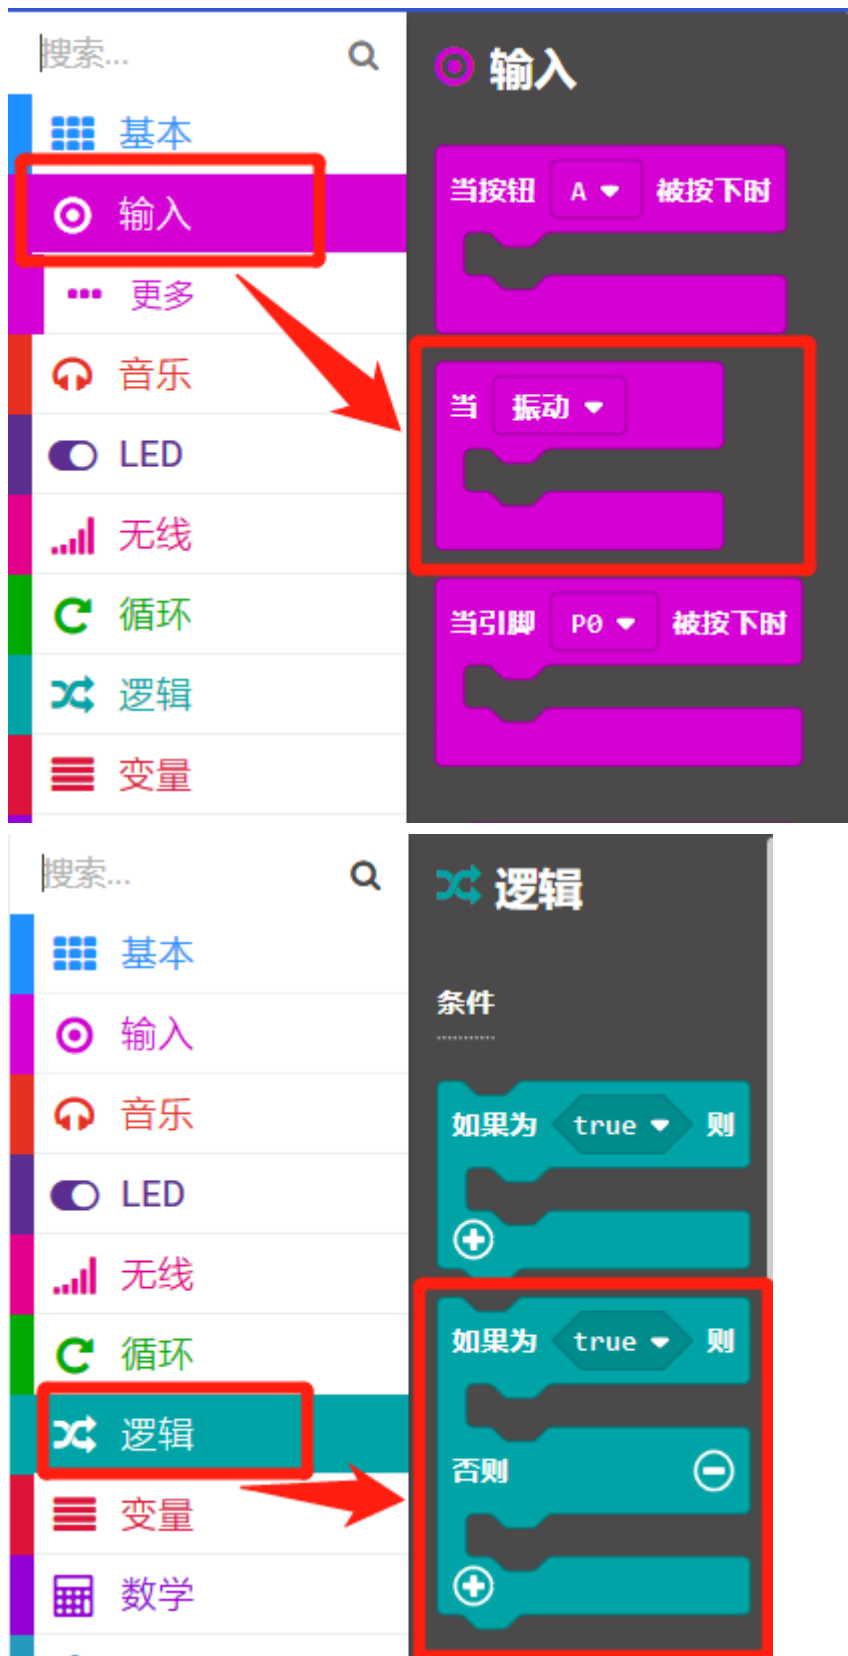 搜索...
基本
输入
更多
音乐
LED
无线
循环
逻辑
变量
输入
当按钮 A 被按下时
当 振动
当引脚 P0 被按下时
搜索...
基本
输入
音乐
LED
无线
循环
逻辑
变量
数学
逻辑
条件
如果为 true 则
如果为 true 则
否则